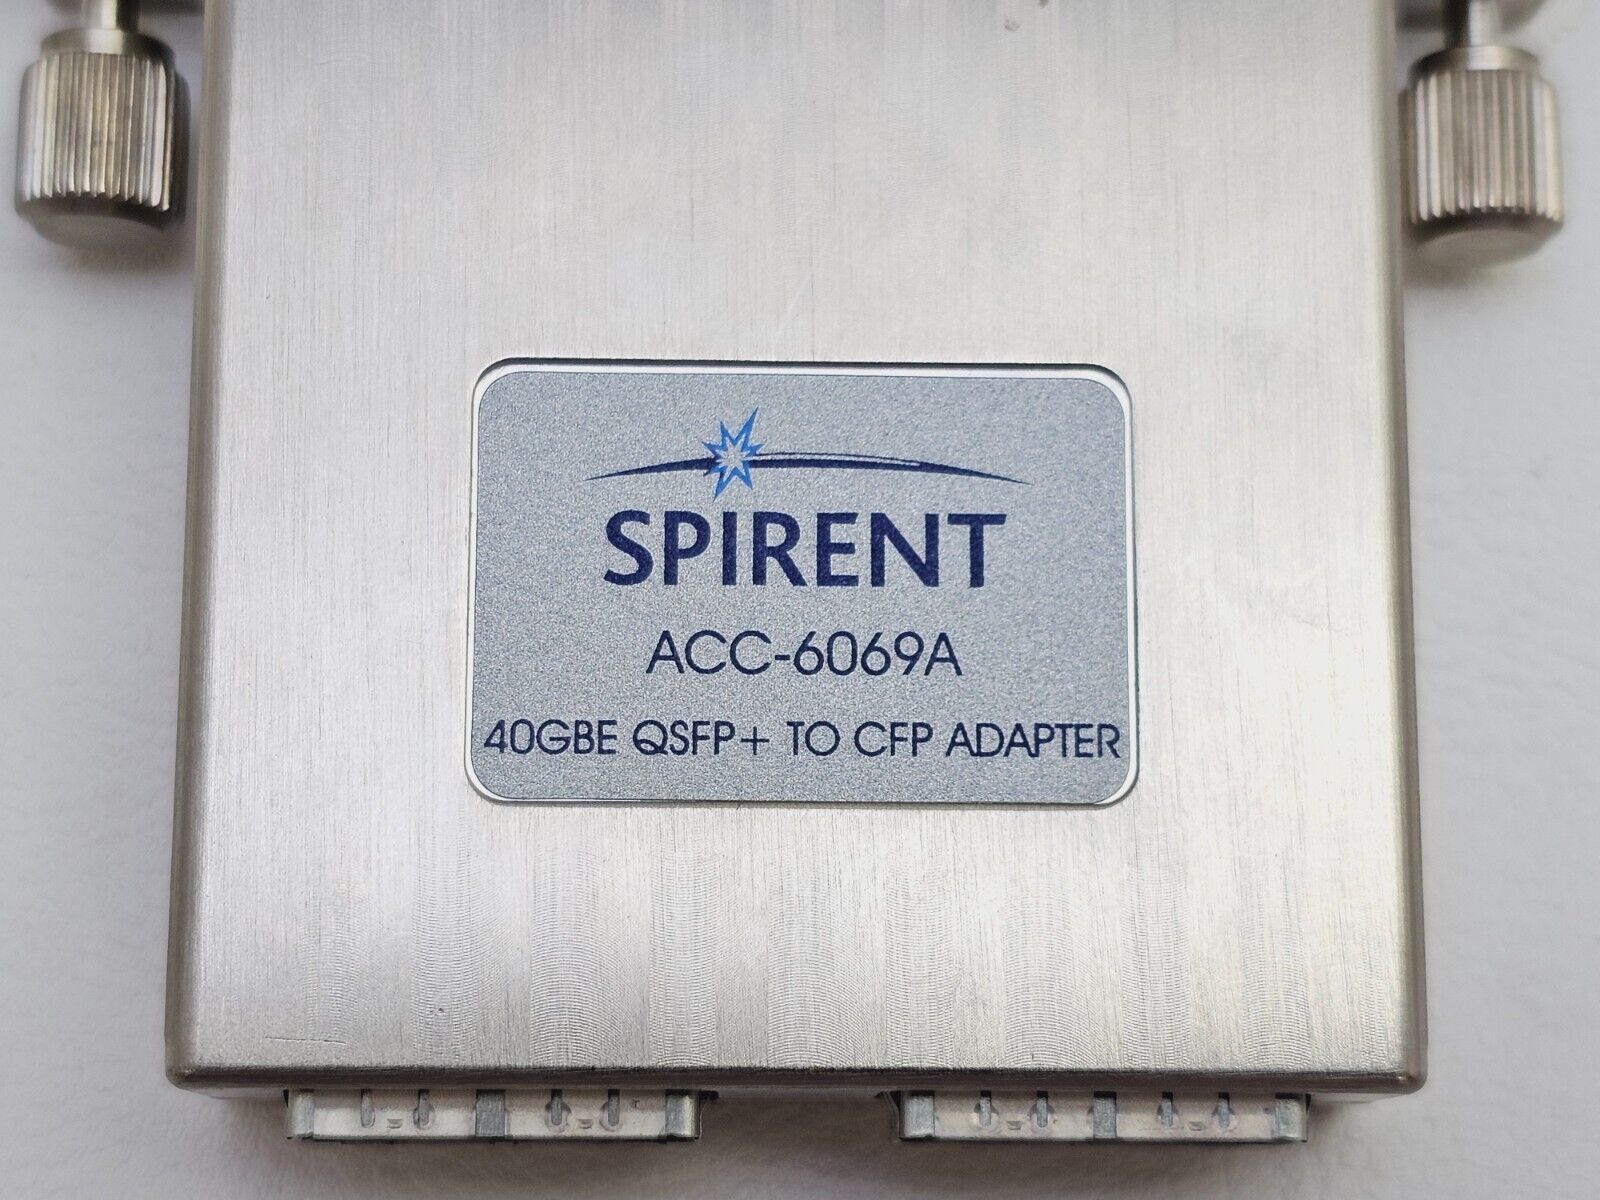 SPIRENT
ACC-6069A
40GBE QSFP+ TO CFP ADAPTER